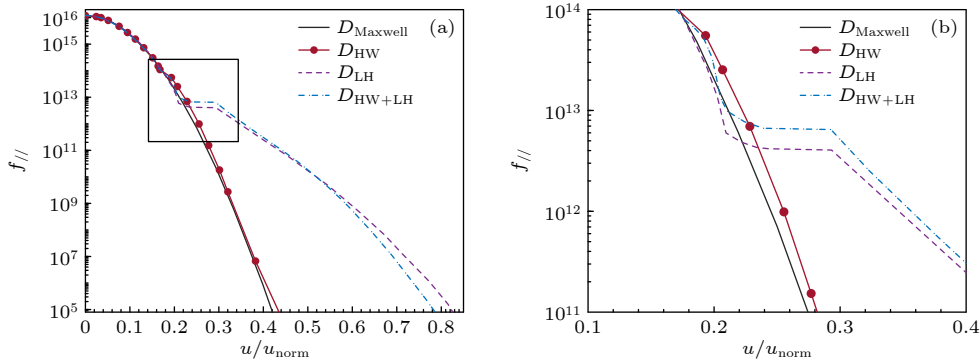 (a)
D_Maxwell
D_HW
D_LH
D_HW+LH
10^16
10^15
10^13
10^11
10^9
10^7
10^5
f_//
0 0.1 0.2 0.3 0.4 0.5 0.6 0.7 0.8
u/u_norm
(b)
D_Maxwell
D_HW
D_LH
D_HW+LH
10^14
10^13
10^12
10^11
f_//
0.1 0.2 0.3 0.4
u/u_norm